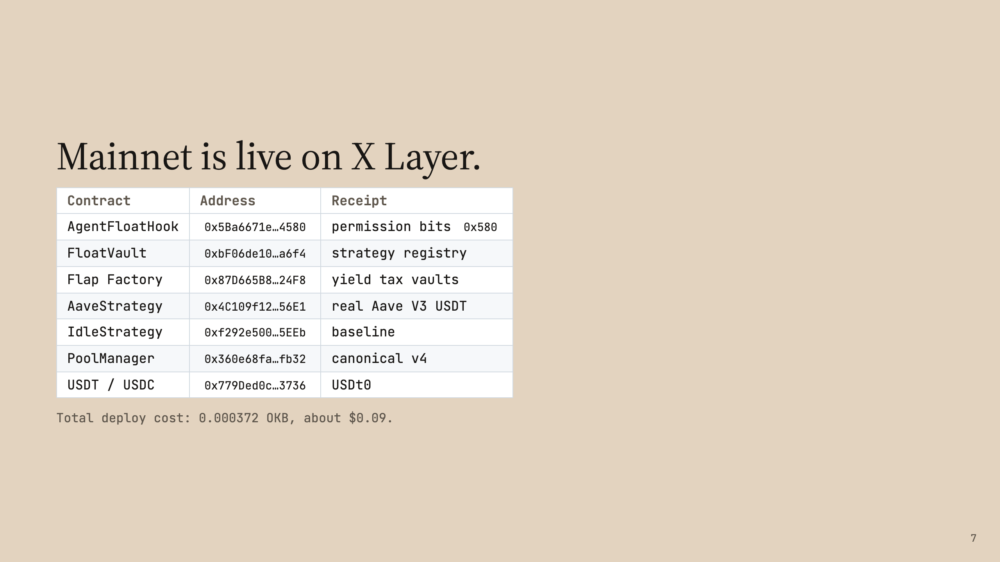 Mainnet is live on X Layer.
Contract Address Receipt
AgentFloatHook 0x5Ba6671e…4580 permission bits 0x580
FloatVault 0xbF06de10…a6f4 strategy registry
Flap Factory 0x87D665B8…24F8 yield tax vaults
AaveStrategy 0x4C109f12…56E1 real Aave V3 USDT
IdleStrategy 0xf292e500…5EEb baseline
PoolManager 0x360e68fa…fb32 canonical v4
USDT / USDC 0x779Ded0c…3736 USDt0
Total deploy cost: 0.000372 OKB, about $0.09.
7